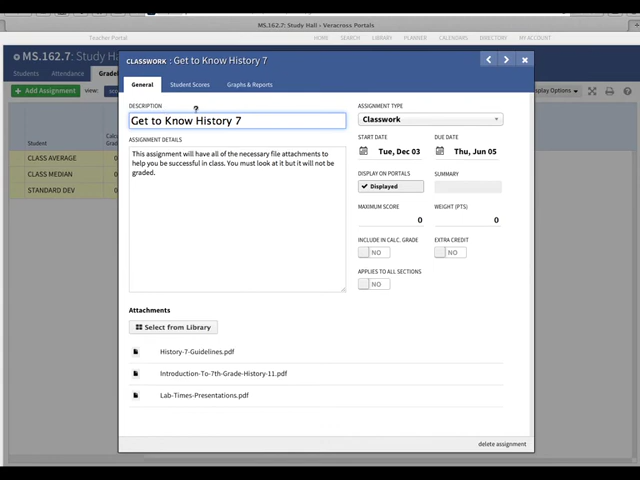 MS.162.7: Study Hall - Veracross Portals
Teacher Portal
HOME SEARCH LIBRARY PLANNER CALENDARS DIRECTORY MY ACCOUNT
MS.162.7: Study Ha
Students Attendance Gradel
Add Assignment view:
splay Options
Student
CLASS AVERAGE
CLASS MEDIAN
STANDARD DEV
CLASSWORK : Get to Know History 7
General Student Scores Graphs & Reports
DESCRIPTION
Get to Know History 7
ASSIGNMENT DETAILS
This assignment will have all of the necessary file attachments to
help you be successful in class. You must look at it but it will not be
graded.
ASSIGNMENT TYPE
Classwork
START DATE DUE DATE
Tue, Dec 03 Thu, Jun 05
DISPLAY ON PORTALS SUMMARY
Displayed
MAXIMUM SCORE WEIGHT (PTS)
0 0
INCLUDE IN CALC. GRADE EXTRA CREDIT
NO NO
APPLIES TO ALL SECTIONS
NO
Attachments
Select from Library
History-7-Guidelines.pdf
Introduction-To-7th-Grade-History-11.pdf
Lab-Times-Presentations.pdf
delete assignment